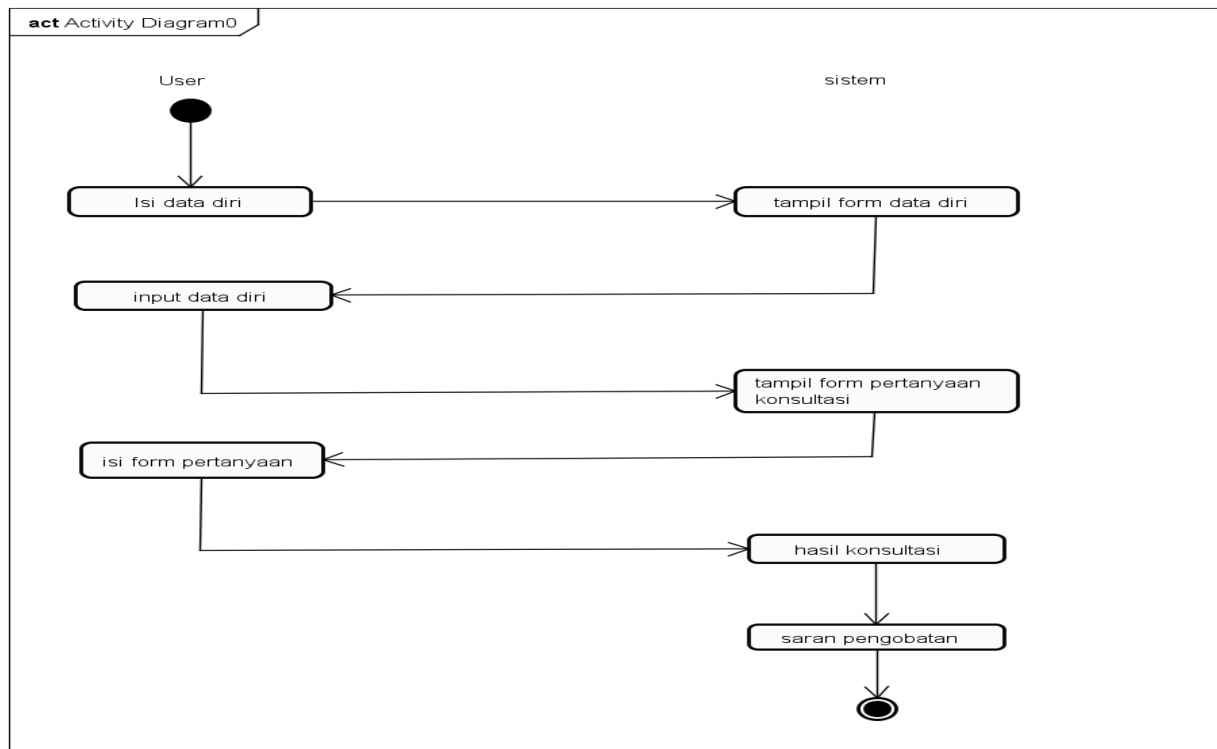 act Activity Diagram0
User
sistem
Isi data diri
tampil form data diri
input data diri
tampil form pertanyaan
konsultasi
isi form pertanyaan
hasil konsultasi
saran pengobatan